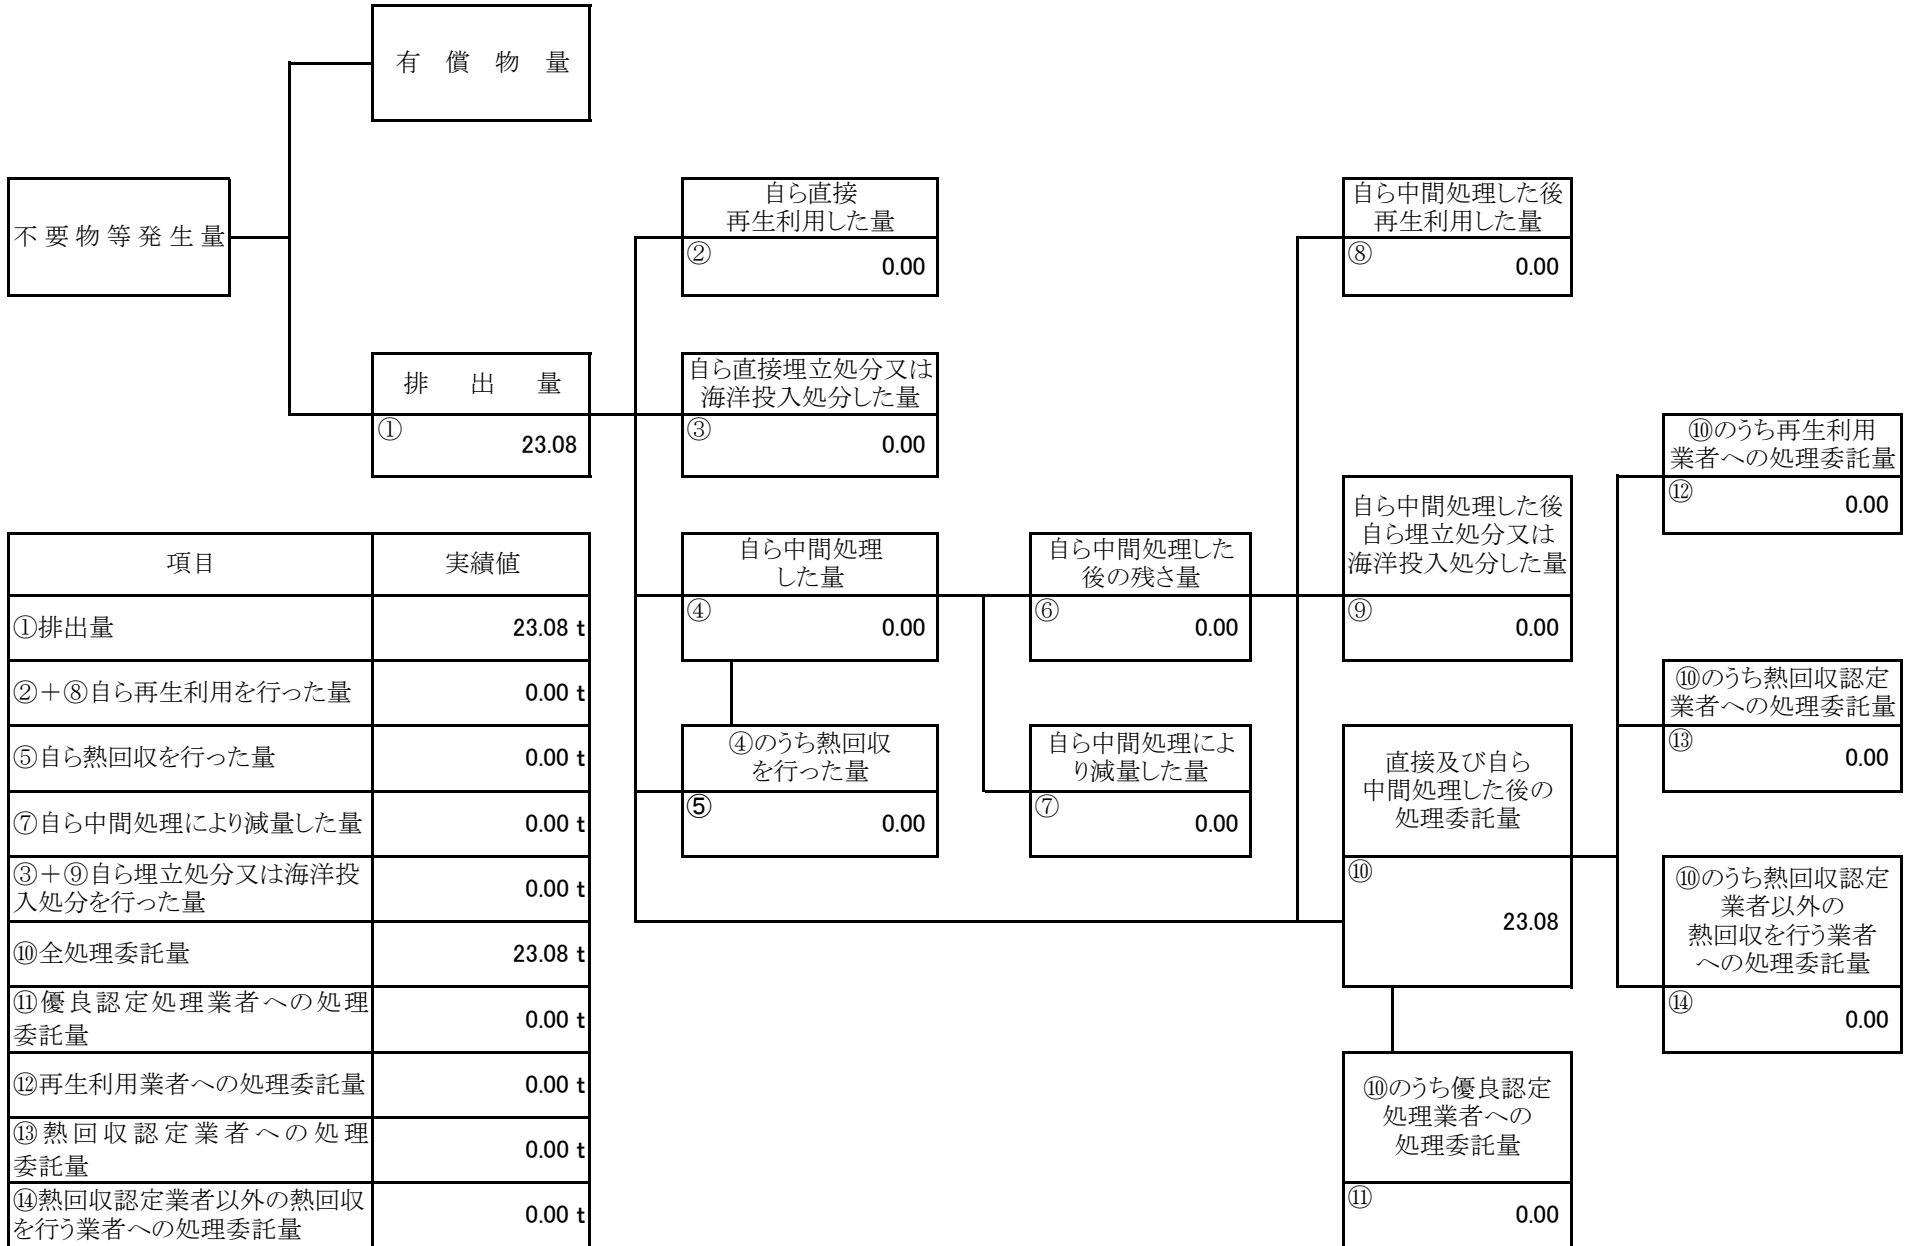 有償物量
不要物等発生量
排出量
①
23.08
自ら直接
再生利用した量
②
0.00
自ら直接埋立処分又は
海洋投入処分した量
③
0.00
自ら中間処理
した量
④
0.00
④のうち熱回収
を行った量
⑤
0.00
自ら中間処理した
後の残さ量
⑥
0.00
自ら中間処理によ
り減量した量
⑦
0.00
自ら中間処理した後
再生利用した量
⑧
0.00
自ら中間処理した後
自ら埋立処分又は
海洋投入処分した量
⑨
0.00
直接及び自ら
中間処理した後の
処理委託量
⑩
23.08
⑩のうち優良認定
処理業者への
処理委託量
⑪
0.00
⑩のうち再生利用
業者への処理委託量
⑫
0.00
⑩のうち熱回収認定
業者への処理委託量
⑬
0.00
⑩のうち熱回収認定
業者以外の
熱回収を行う業者
への処理委託量
⑭
0.00
項目 実績値
①排出量 23.08 t
②+⑧自ら再生利用を行った量 0.00 t
⑤自ら熱回収を行った量 0.00 t
⑦自ら中間処理により減量した量 0.00 t
③+⑨自ら埋立処分又は海洋投
入処分を行った量 0.00 t
⑩全処理委託量 23.08 t
⑪優良認定処理業者への処理
委託量 0.00 t
⑫再生利用業者への処理委託量 0.00 t
⑬熱回収認定業者への処理
委託量 0.00 t
⑭熱回収認定業者以外の熱回収
を行う業者への処理委託量 0.00 t